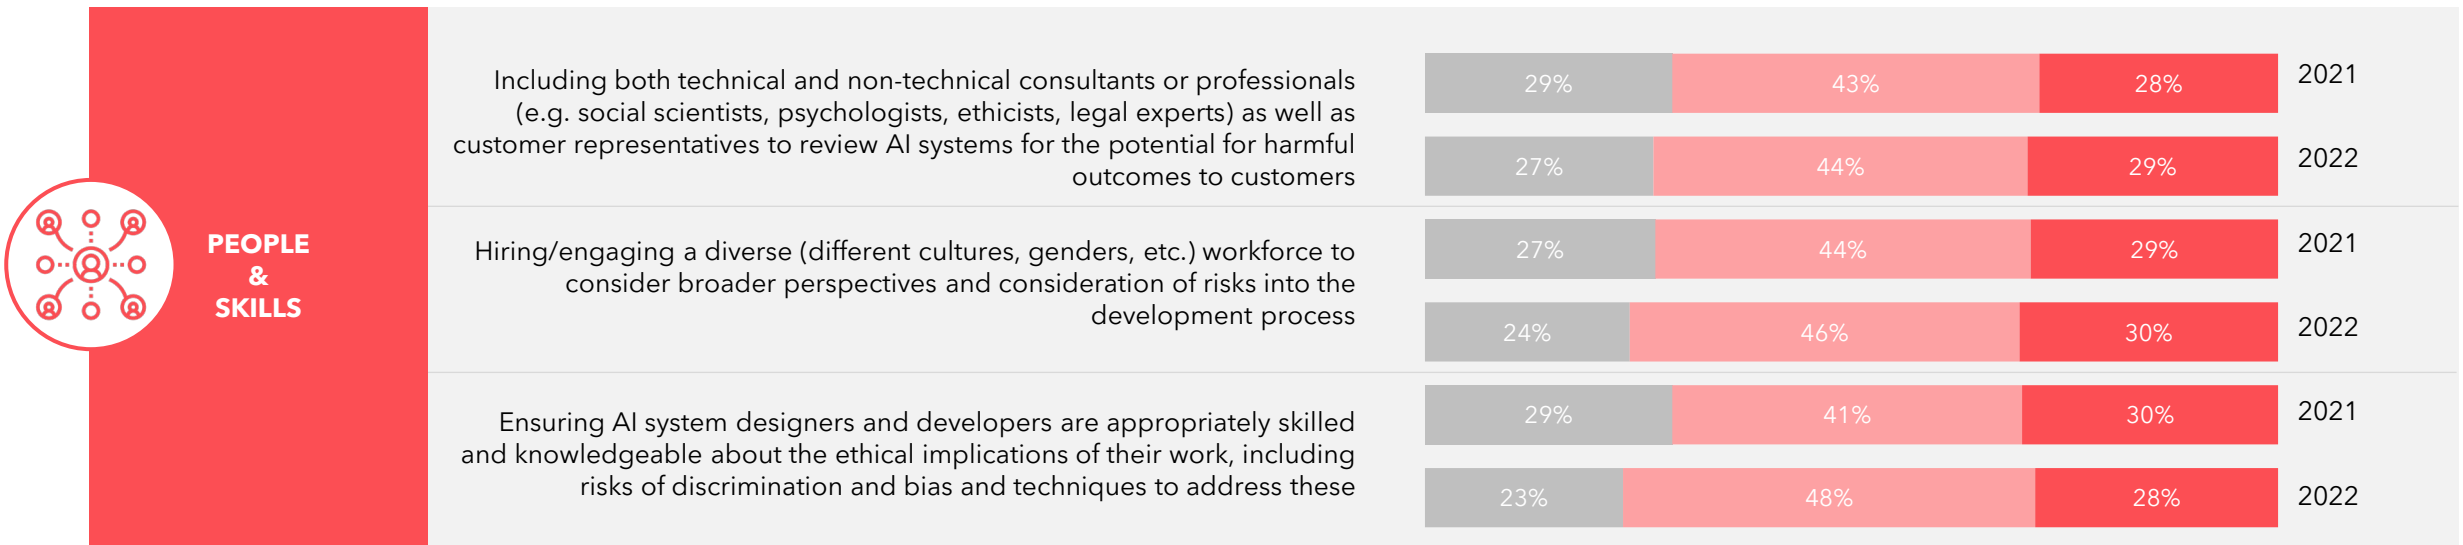 PEOPLE
&
SKILLS
Including both technical and non-technical consultants or professionals
(e.g. social scientists, psychologists, ethicists, legal experts) as well as
customer representatives to review AI systems for the potential for harmful
outcomes to customers
29% 43% 28% 2021
27% 44% 29% 2022
Hiring/engaging a diverse (different cultures, genders, etc.) workforce to
consider broader perspectives and consideration of risks into the
development process
27% 44% 29% 2021
24% 46% 30% 2022
Ensuring AI system designers and developers are appropriately skilled
and knowledgeable about the ethical implications of their work, including
risks of discrimination and bias and techniques to address these
29% 41% 30% 2021
23% 48% 28% 2022